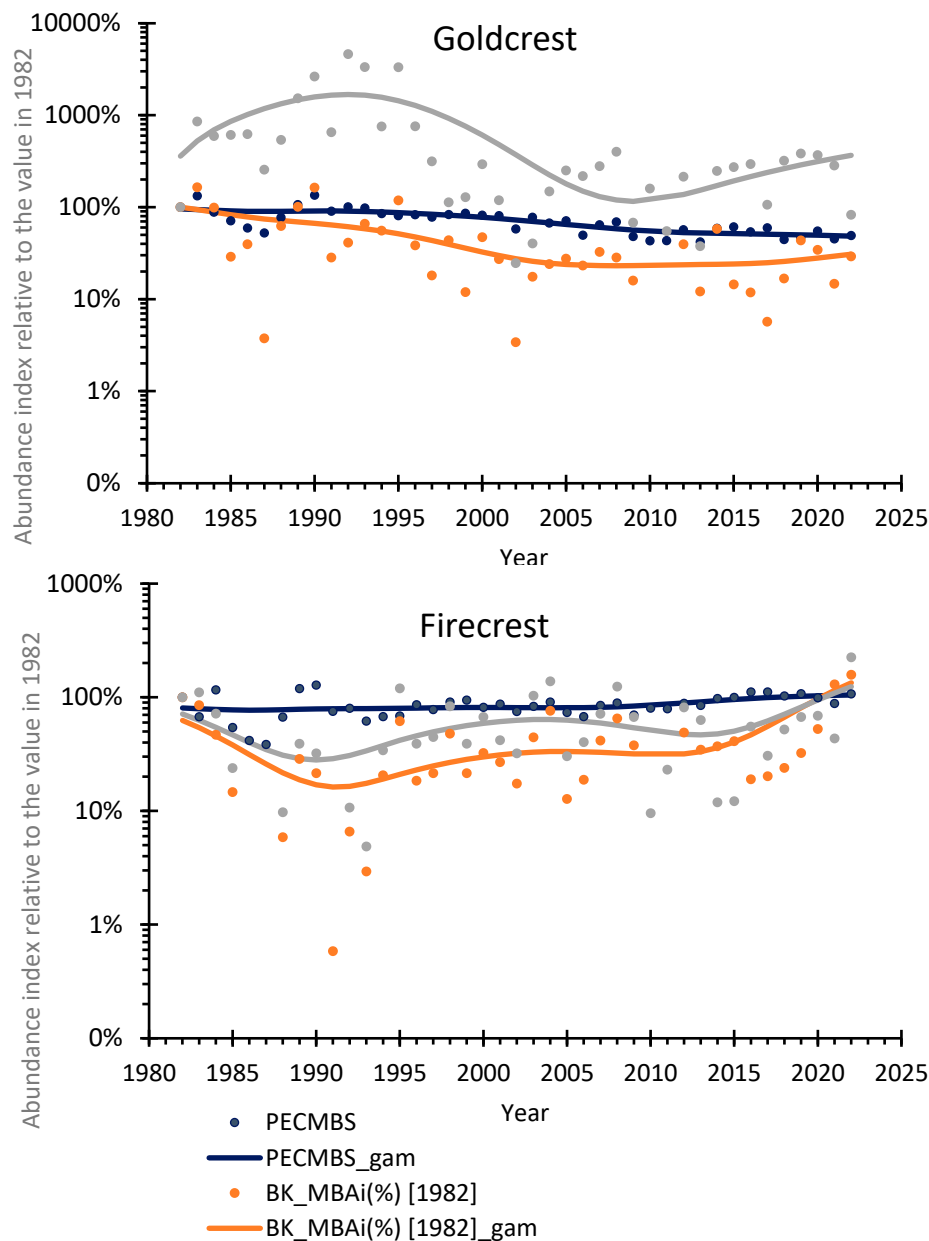 Goldcrest
Abundance index relative to the value in 1982
10000%
1000%
100%
10%
1%
0%
1980 1985 1990 1995 2000 2005 2010 2015 2020 2025
Year
Firecrest
Abundance index relative to the value in 1982
1000%
100%
10%
1%
0%
1980 1985 1990 1995 2000 2005 2010 2015 2020 2025
Year
PECMBS
PECMBS_gam
BK_MBAi(%) [1982]
BK_MBAi(%) [1982]_gam